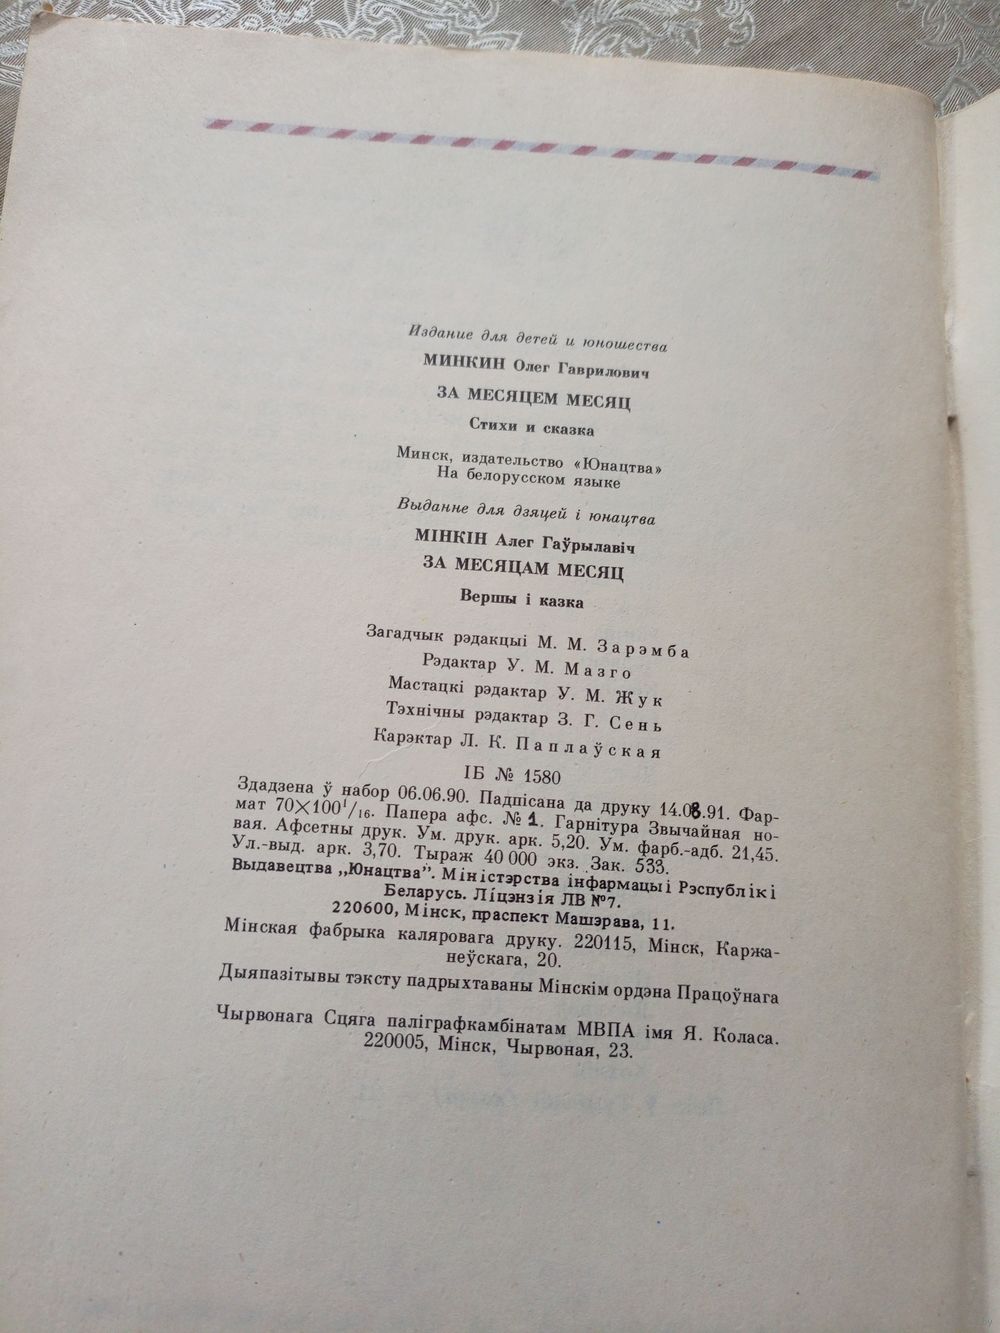 Издание для детей и юношества
МИНКИН Олег Гаврилович
ЗА МЕСЯЦЕМ МЕСЯЦ
Стихи и сказка
Минск, издательство «Юнацтва»
На белорусском языке
Выданне для дзяцей і юнацтва
МІНКІН Алег Гаўрылавіч
ЗА МЕСЯЦАМ МЕСЯЦ
Вершы і казка
Загадчык рэдакцыі М. М. Зарэмба
Рэдактар У. М. Мазго
Мастацкі рэдактар У. М. Жук
Тэхнічны рэдактар З. Г. Сень
Карэктар Л. К. Паплаўская
ІБ № 1580
Здадзена ў набор 06.06.90. Падпісана да друку 14.08.91. Фар-
мат 70×100¹/₁₆. Папера афс. № 1. Гарнітура Звычайная но-
вая. Афсетны друк. Ум. друк. арк. 5,20. Ум. фарб.-адб. 21,45.
Ул.-выд. арк. 3,70. Тыраж 40 000 экз. Зак. 533.
Выдавецтва „Юнацтва". Міністэрства інфармацыі Рэспублікі
Беларусь. Ліцэнзія ЛВ №7.
220600, Мінск, праспект Машэрава, 11.
Мінская фабрыка каляровага друку. 220115, Мінск, Каржа-
неўскага, 20.
Дыяпазітывы тэксту падрыхтаваны Мінскім ордэна Працоўнага
Чырвонага Сцяга паліграфкамбінатам МВПА імя Я. Коласа.
220005, Мінск, Чырвоная, 23.